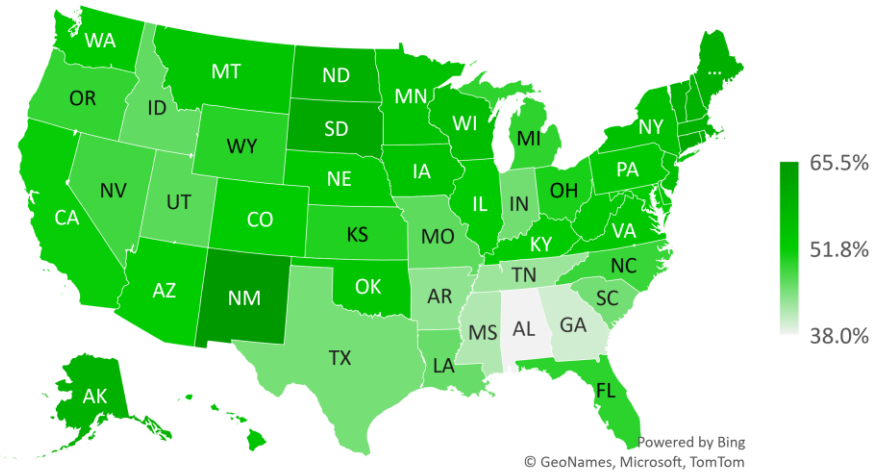 WA
MT
ND
MN
...
OR
ID
SD
WI
MI
NY
WY
IA
PA
65.5%
NE
NV
UT
CO
IL
IN
OH
CA
KS
MO
KY
VA
51.8%
AZ
NM
OK
TN
NC
AR
SC
MS
AL
GA
38.0%
TX
LA
AK
FL
Powered by Bing
© GeoNames, Microsoft, TomTom